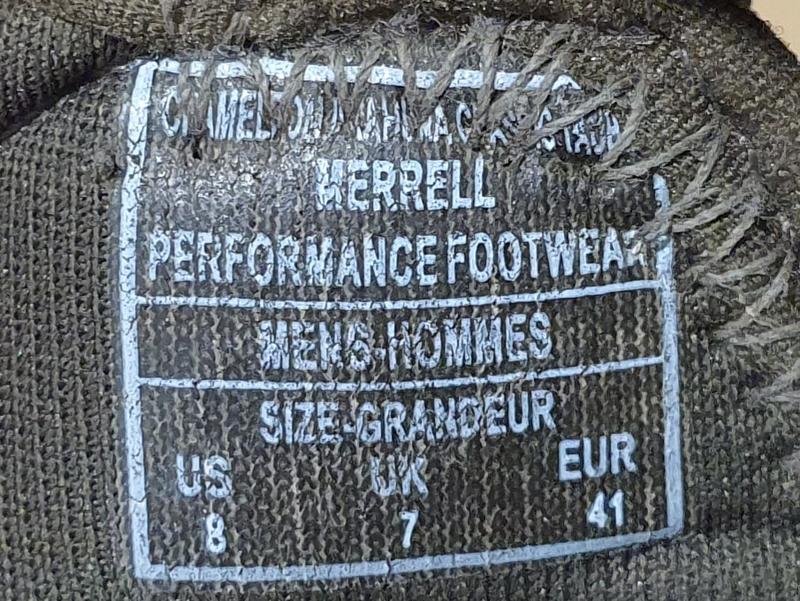 MERRELL
PERFORMANCE FOOTWEAR
MENS-HOMMES
SIZE-GRANDEUR
US UK EUR
8 7 41